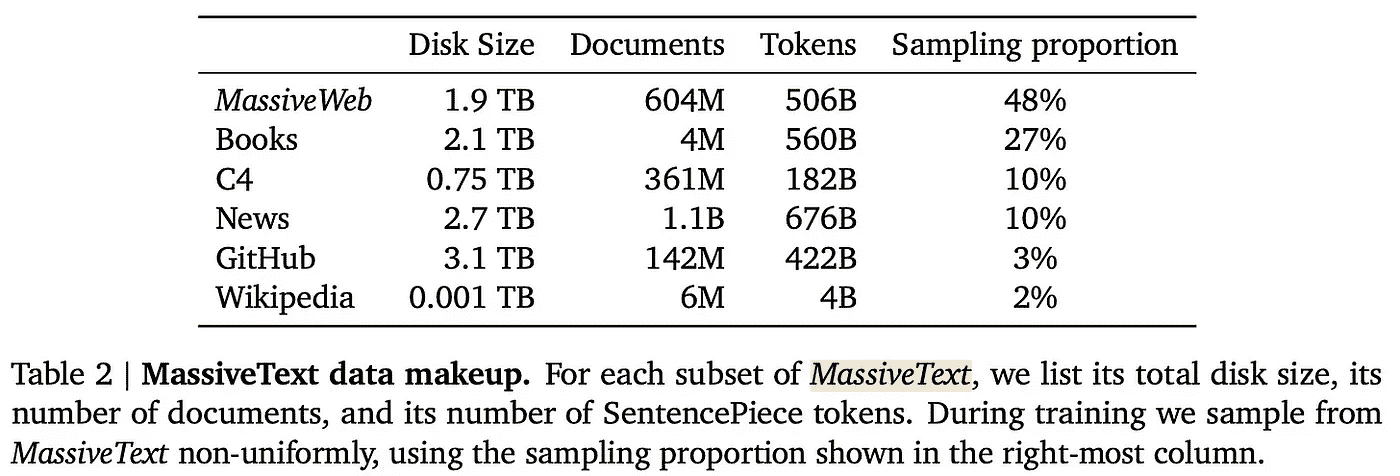 Disk Size Documents Tokens Sampling proportion
MassiveWeb 1.9 TB 604M 506B 48%
Books 2.1 TB 4M 560B 27%
C4 0.75 TB 361M 182B 10%
News 2.7 TB 1.1B 676B 10%
GitHub 3.1 TB 142M 422B 3%
Wikipedia 0.001 TB 6M 4B 2%
Table 2 | MassiveText data makeup. For each subset of MassiveText, we list its total disk size, its
number of documents, and its number of SentencePiece tokens. During training we sample from
MassiveText non-uniformly, using the sampling proportion shown in the right-most column.